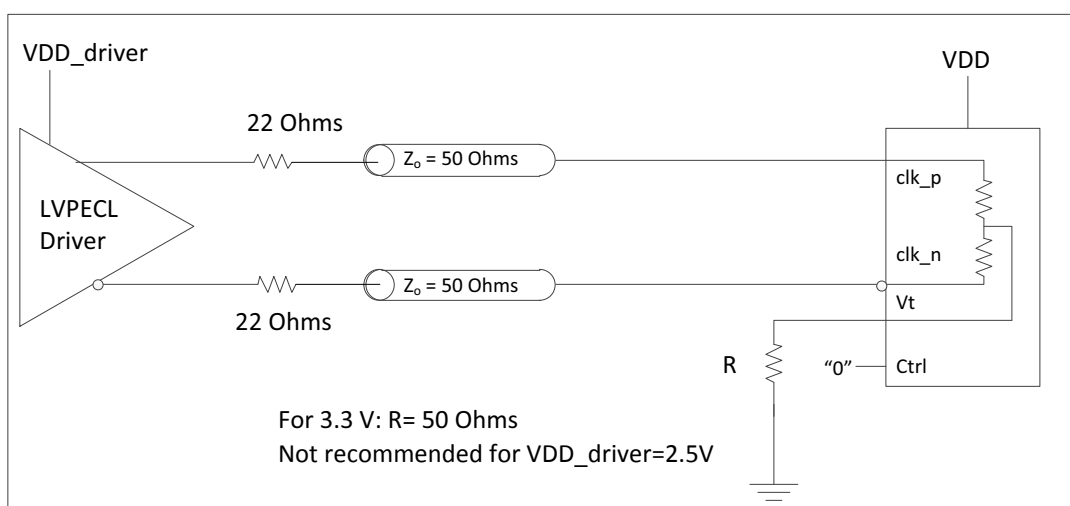 VDD_driver
VDD
22 Ohms
Zo = 50 Ohms
clk_p
LVPECL
Driver
clk_n
Zo = 50 Ohms
Vt
22 Ohms
R
“0”
Ctrl
For 3.3 V: R= 50 Ohms
Not recommended for VDD_driver=2.5V